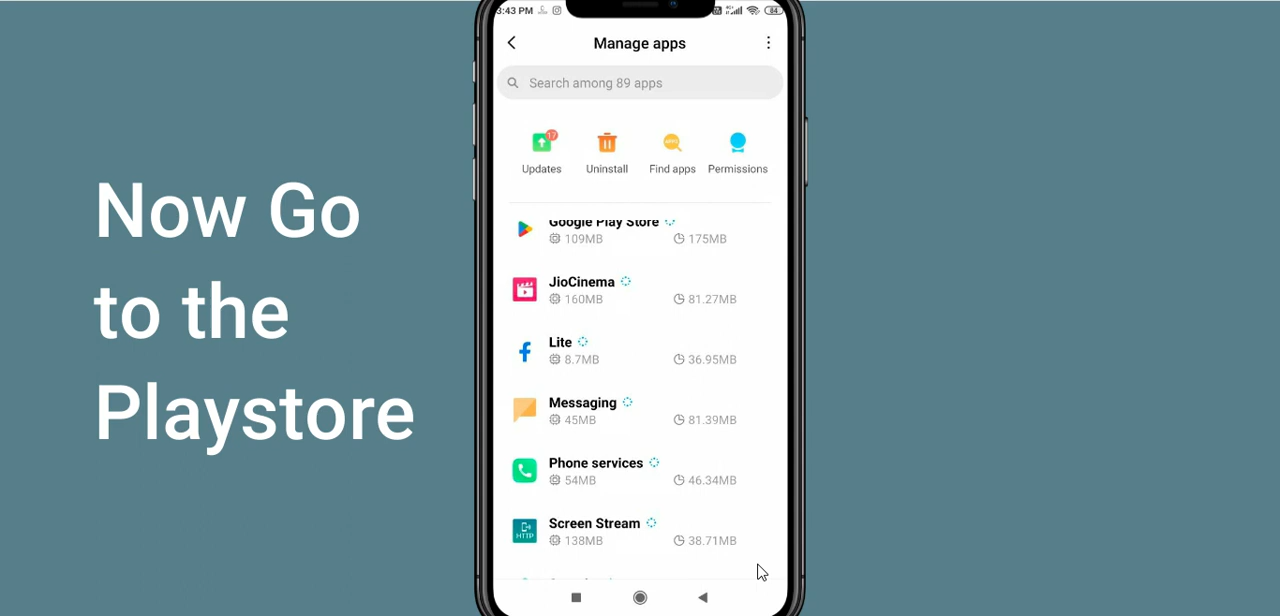 Now Go
to the
Playstore
3:43 PM
84
Manage apps
Search among 89 apps
17
Updates
Uninstall
Find apps
Permissions
Google Play Store
109MB
175MB
JioCinema
160MB
81.27MB
Lite
8.7MB
36.95MB
Messaging
45MB
81.39MB
Phone services
54MB
46.34MB
Screen Stream
HTTP
138MB
38.71MB